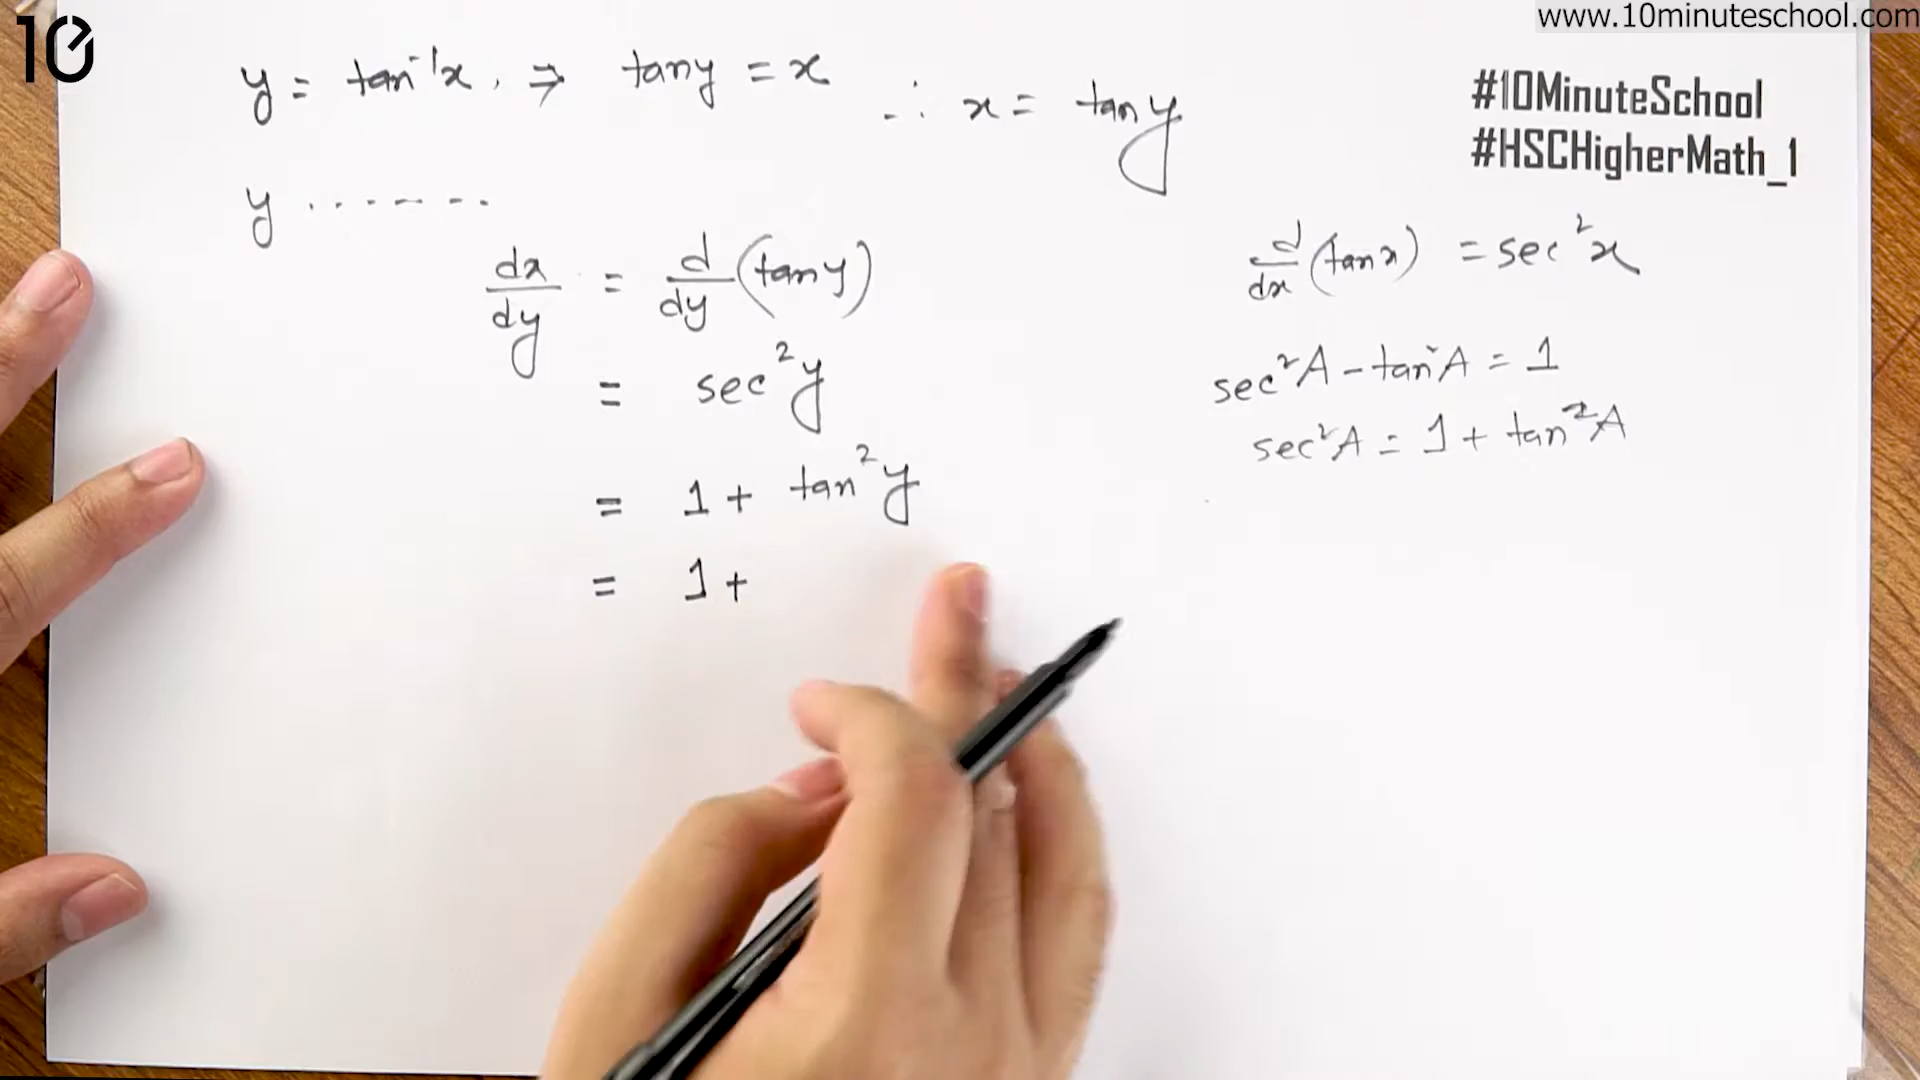 10
www.10minuteschool.com
#10MinuteSchool
#HSCHigherMath_1
y = tan⁻¹x, ⇒ tany = x ∴ x = tany
y . . . . - - -
dx/dy = d/dy (tany)
= sec²y
= 1 + tan²y
= 1 +
d/dx (tan x) = sec²x
sec²A - tan²A = 1
sec²A = 1 + tan²A